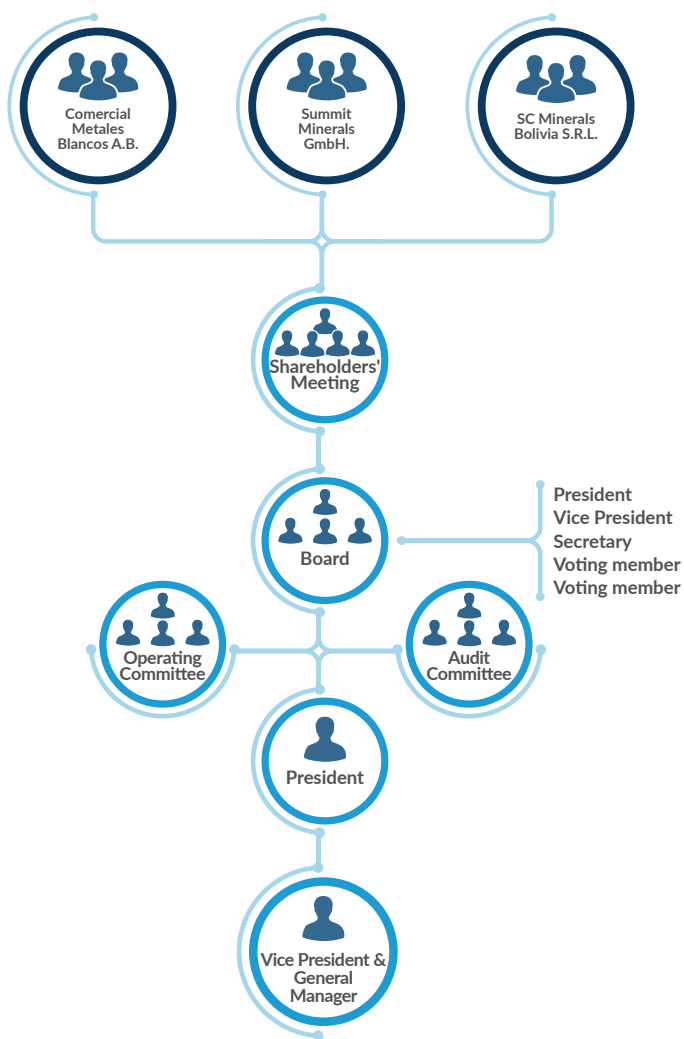 Comercial
Metales
Blancos A.B.
Summit
Minerals
GmbH.
SC Minerals
Bolivia S.R.L.
Shareholders'
Meeting
Board
President
Vice President
Secretary
Voting member
Voting member
Operating
Committee
Audit
Committee
President
Vice President &
General
Manager